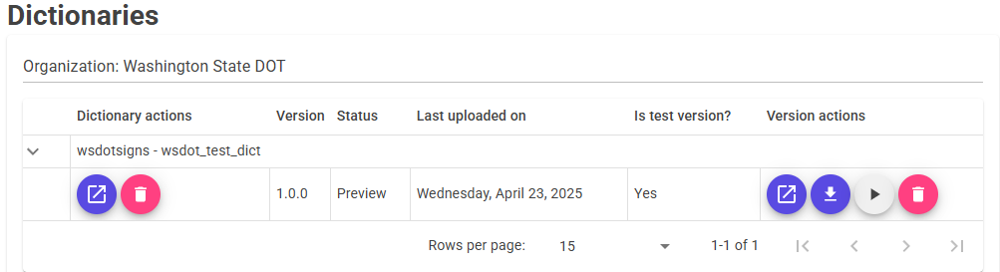 Dictionaries
Organization: Washington State DOT
Dictionary actions Version Status Last uploaded on Is test version? Version actions
wsdotsigns - wsdot_test_dict
1.0.0 Preview Wednesday, April 23, 2025 Yes
Rows per page: 15 1-1 of 1